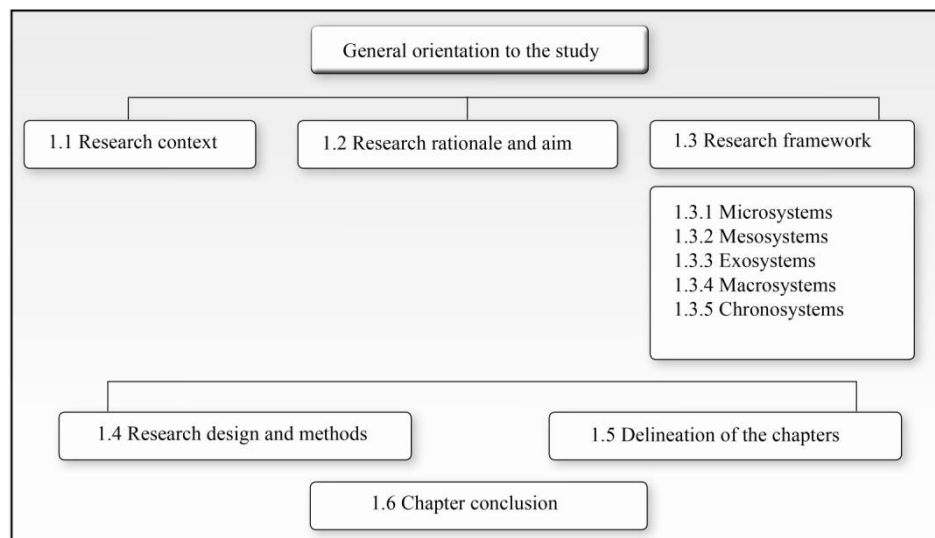 General orientation to the study
1.1 Research context
1.2 Research rationale and aim
1.3 Research framework
1.3.1 Microsystems
1.3.2 Mesosystems
1.3.3 Exosystems
1.3.4 Macrosystems
1.3.5 Chronosystems
1.4 Research design and methods
1.5 Delineation of the chapters
1.6 Chapter conclusion